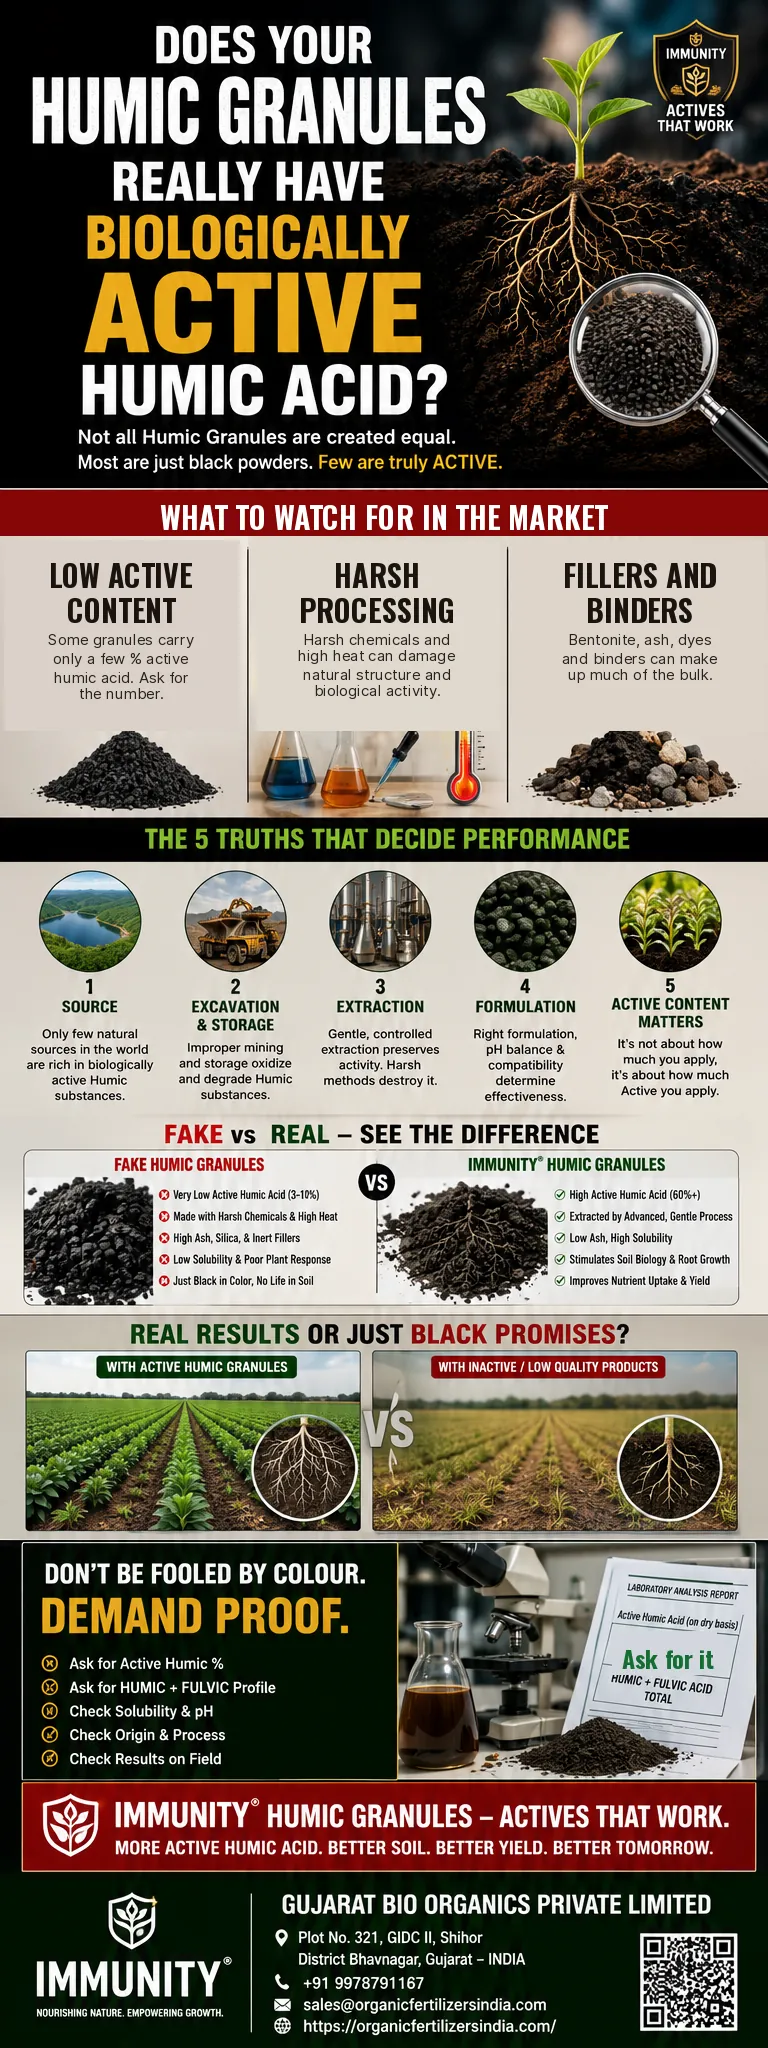 DOES YOUR
HUMIC GRANULES
REALLY HAVE
BIOLOGICALLY
ACTIVE
HUMIC ACID?
Not all Humic Granules are created equal.
Most are just black powders. Few are truly ACTIVE.
IMMUNITY
ACTIVES
THAT WORK
WHAT TO WATCH FOR IN THE MARKET
LOW ACTIVE
CONTENT
Some granules carry
only a few % active
humic acid. Ask for
the number.
HARSH
PROCESSING
Harsh chemicals and
high heat can damage
natural structure and
biological activity.
FILLERS AND
BINDERS
Bentonite, ash, dyes
and binders can make
up much of the bulk.
THE 5 TRUTHS THAT DECIDE PERFORMANCE
1
SOURCE
Only few natural
sources in the world
are rich in biologically
active Humic
substances.
2
EXCAVATION
& STORAGE
Improper mining
and storage oxidize
and degrade Humic
substances.
3
EXTRACTION
Gentle, controlled
extraction preserves
activity. Harsh
methods destroy it.
4
FORMULATION
Right formulation,
pH balance &
compatibility
determine
effectiveness.
5
ACTIVE CONTENT
MATTERS
It's not about how
much you apply,
it's about how much
Active you apply.
FAKE vs REAL – SEE THE DIFFERENCE
FAKE HUMIC GRANULES
Very Low Active Humic Acid (3-10%)
Made with Harsh Chemicals & High Heat
High Ash, Silica, & Inert Fillers
Low Solubility & Poor Plant Response
Just Black in Color, No Life in Soil
VS
IMMUNITY® HUMIC GRANULES
High Active Humic Acid (60%+)
Extracted by Advanced, Gentle Process
Low Ash, High Solubility
Stimulates Soil Biology & Root Growth
Improves Nutrient Uptake & Yield
REAL RESULTS OR JUST BLACK PROMISES?
WITH ACTIVE HUMIC GRANULES
VS
WITH INACTIVE / LOW QUALITY PRODUCTS
DON'T BE FOOLED BY COLOUR.
DEMAND PROOF.
Ask for Active Humic %
Ask for HUMIC + FULVIC Profile
Check Solubility & pH
Check Origin & Process
Check Results on Field
LABORATORY ANALYSIS REPORT
Active Humic Acid (on dry basis)
Ask for it
HUMIC + FULVIC ACID
TOTAL
IMMUNITY® HUMIC GRANULES – ACTIVES THAT WORK.
MORE ACTIVE HUMIC ACID. BETTER SOIL. BETTER YIELD. BETTER TOMORROW.
IMMUNITY®
NOURISHING NATURE. EMPOWERING GROWTH.
GUJARAT BIO ORGANICS PRIVATE LIMITED
Plot No. 321, GIDC II, Shihor
District Bhavnagar, Gujarat – INDIA
+91 9978791167
sales@organicfertilizersindia.com
https://organicfertilizersindia.com/